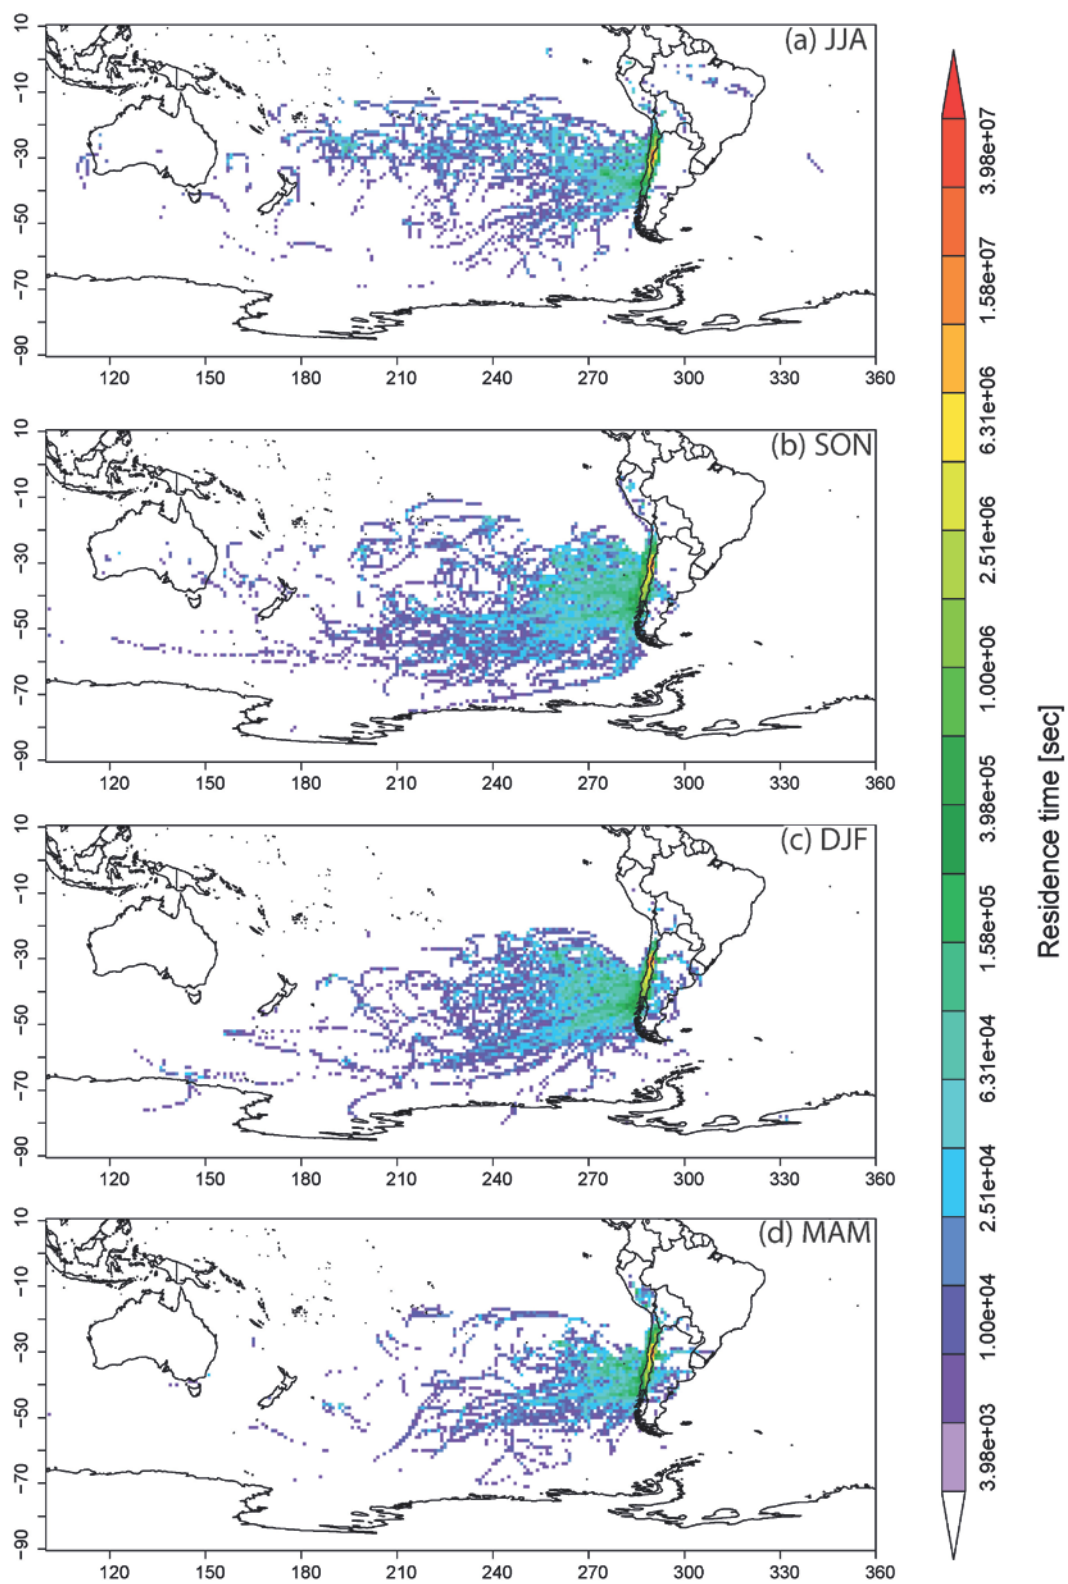 (a) JJA
10
−10
−30
−50
−70
−90
120 150 180 210 240 270 300 330 360
(b) SON
10
−10
−30
−50
−70
−90
120 150 180 210 240 270 300 330 360
(c) DJF
10
−10
−30
−50
−70
−90
120 150 180 210 240 270 300 330 360
(d) MAM
10
−10
−30
−50
−70
−90
120 150 180 210 240 270 300 330 360
3.98e+07
1.58e+07
6.31e+06
2.51e+06
1.00e+06
3.98e+05
1.58e+05
6.31e+04
2.51e+04
1.00e+04
3.98e+03
Residence time [sec]